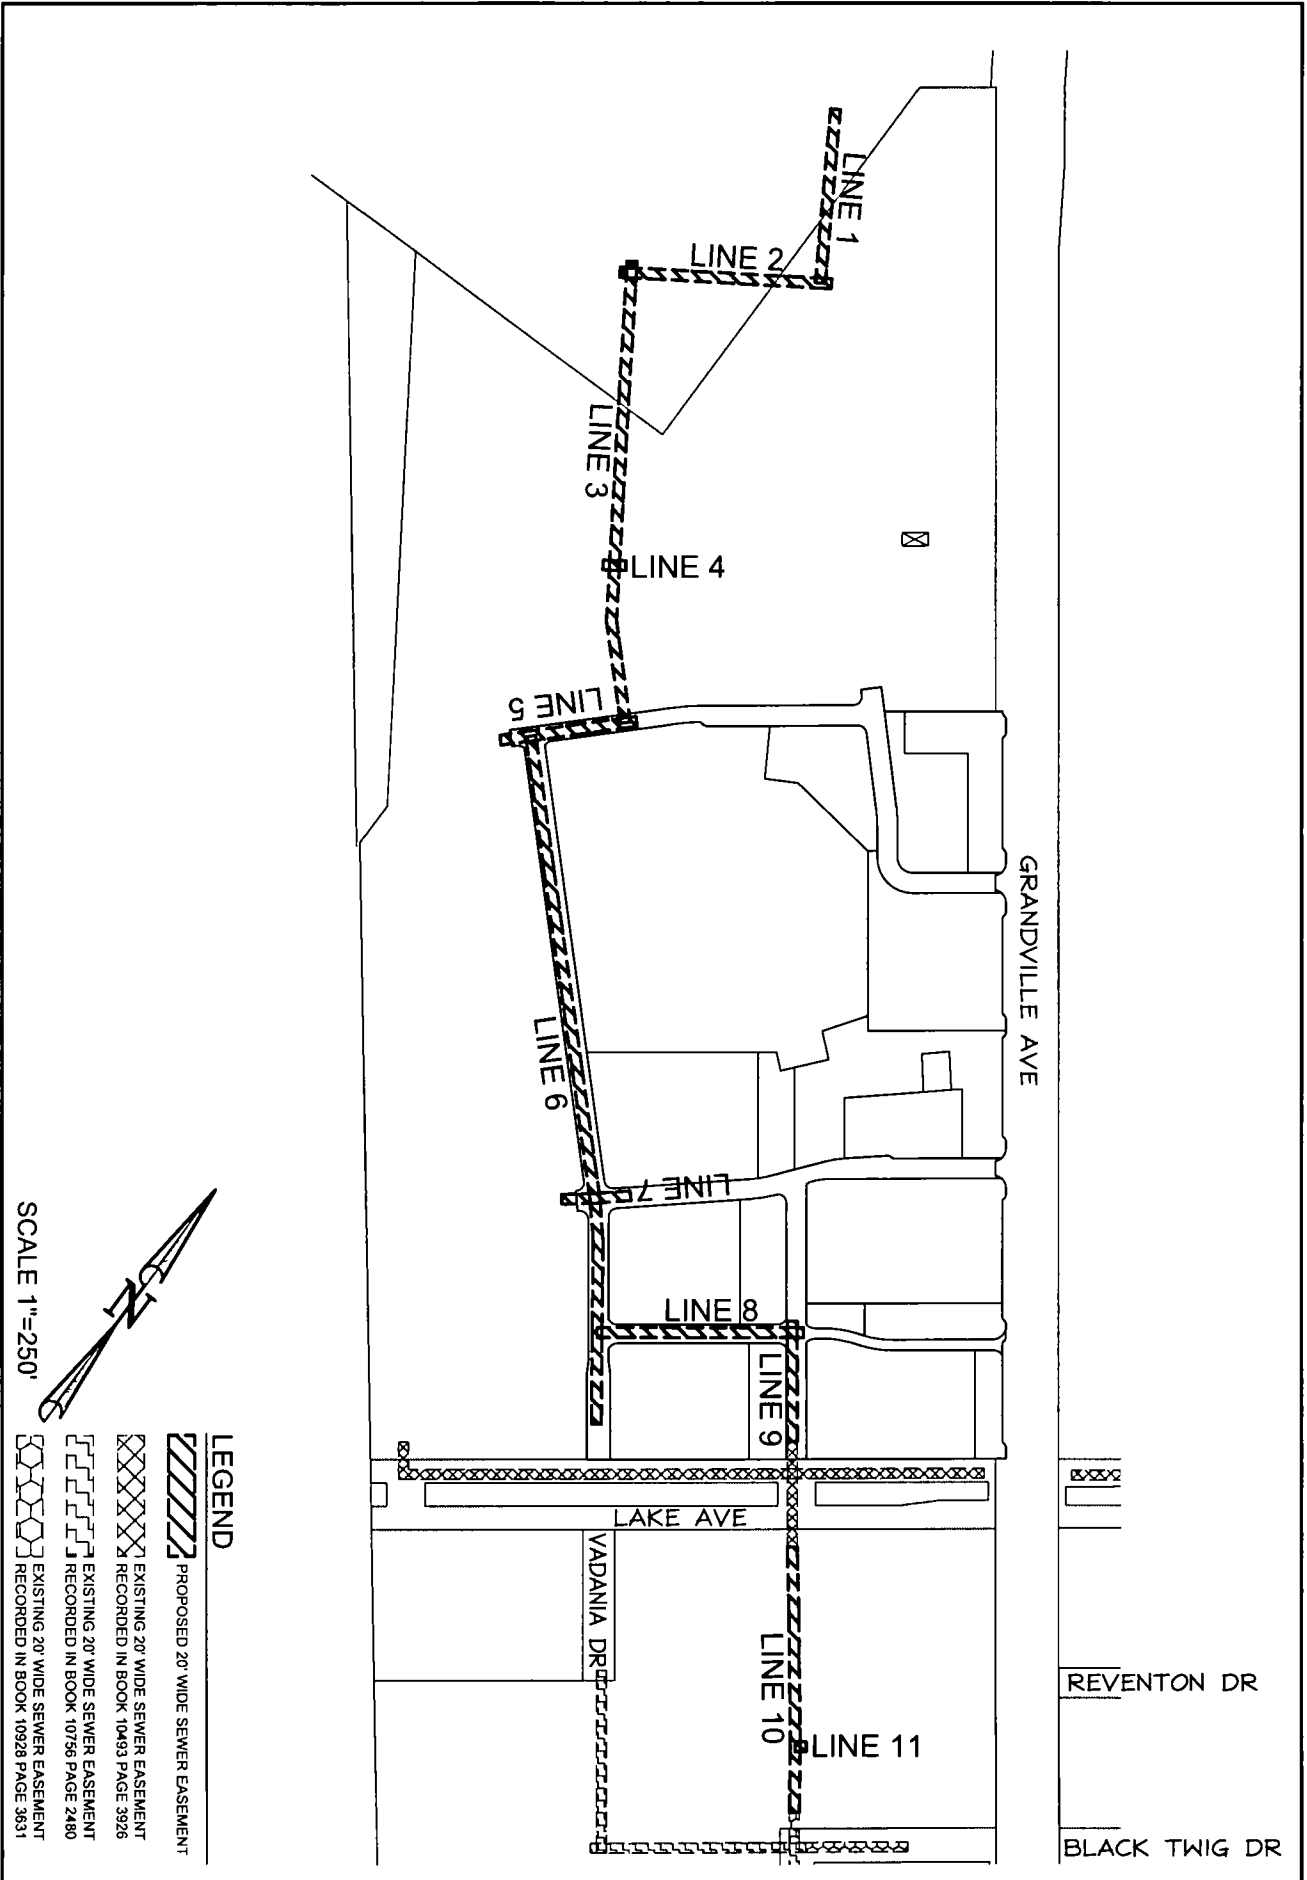 LINE 1
LINE 2
LINE 3
LINE 4
LINE 5
LINE 6
LINE 7
LINE 8
LINE 9
LINE 10
LINE 11
GRANDVILLE AVE
LAKE AVE
VADANIA DR
REVENTON DR
BLACK TWIG DR
N
SCALE 1"=250'
LEGEND
PROPOSED 20' WIDE SEWER EASEMENT
EXISTING 20' WIDE SEWER EASEMENT
RECORDED IN BOOK 10493 PAGE 3926
EXISTING 20' WIDE SEWER EASEMENT
RECORDED IN BOOK 10756 PAGE 2480
EXISTING 20' WIDE SEWER EASEMENT
RECORDED IN BOOK 10928 PAGE 3631